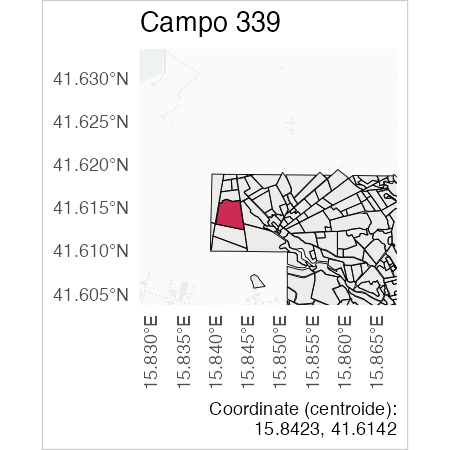 Campo 339
41.630°N
41.625°N
41.620°N
41.615°N
41.610°N
41.605°N
15.830°E
15.835°E
15.840°E
15.845°E
15.850°E
15.855°E
15.860°E
15.865°E
Coordinate (centroide):
15.8423, 41.6142